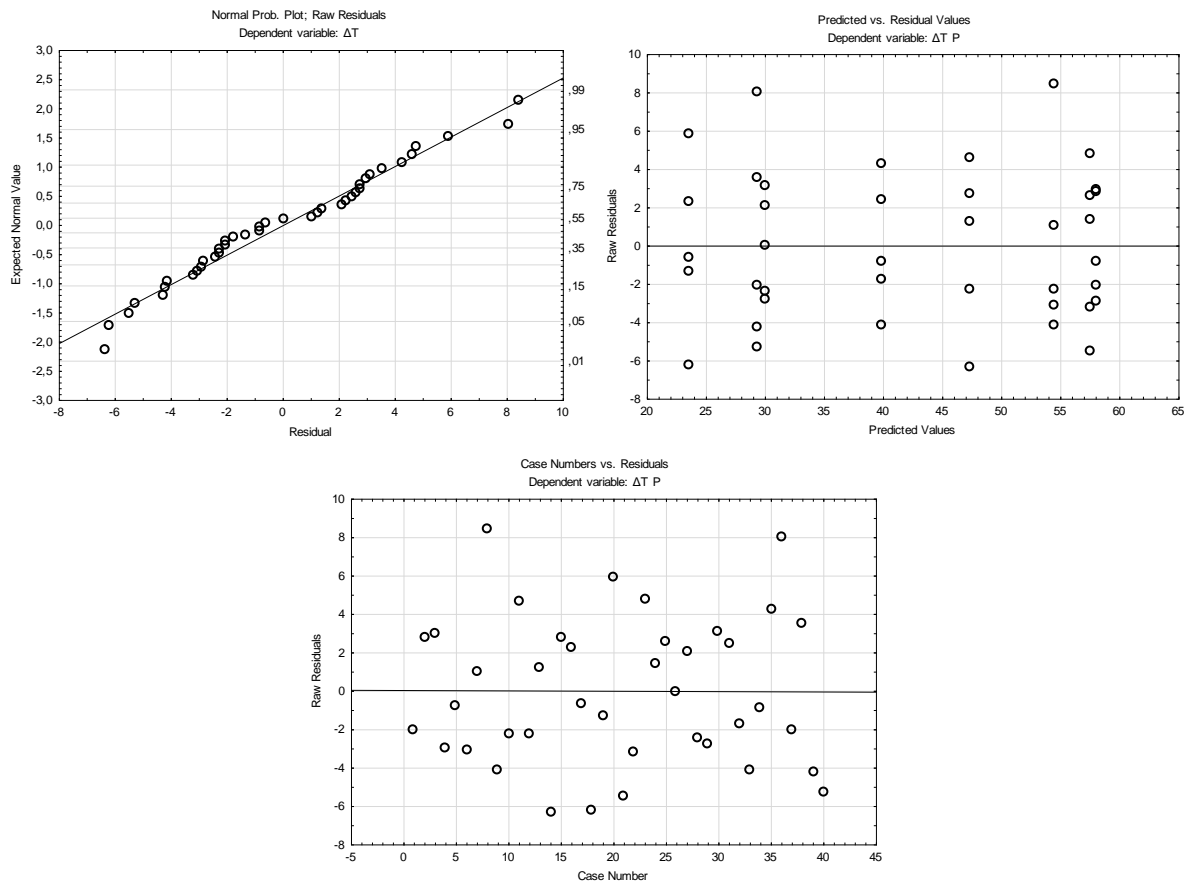 Normal Prob. Plot; Raw Residuals
Dependent variable: ΔT
3,0
2,5
2,0
1,5
1,0
0,5
0,0
-0,5
-1,0
-1,5
-2,0
-2,5
-3,0
Expected Normal Value
,99
,95
,75
,55
,35
,15
,05
,01
-8 -6 -4 -2 0 2 4 6 8 10
Residual
Predicted vs. Residual Values
Dependent variable: ΔT P
10
8
6
4
2
0
-2
-4
-6
-8
Raw Residuals
20 25 30 35 40 45 50 55 60 65
Predicted Values
Case Numbers vs. Residuals
Dependent variable: ΔT P
10
8
6
4
2
0
-2
-4
-6
-8
Raw Residuals
-5 0 5 10 15 20 25 30 35 40 45
Case Number